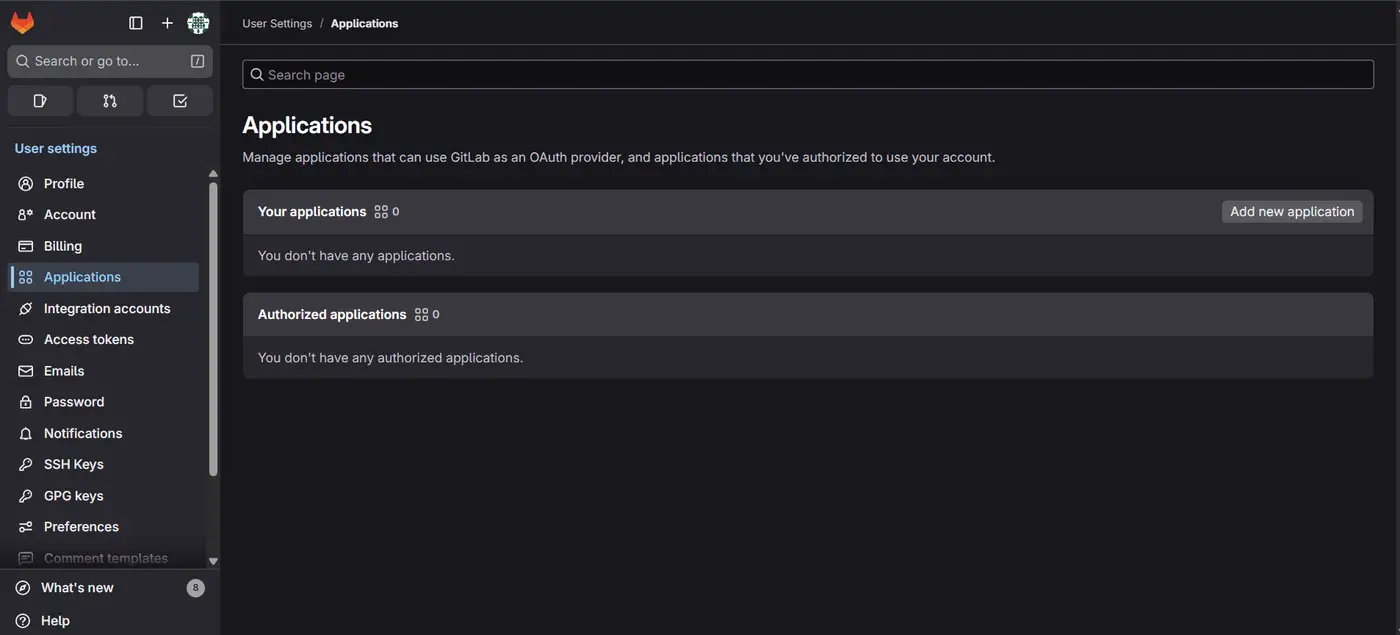 User Settings / Applications
Search or go to... /
Search page
User settings
Profile
Account
Billing
Applications
Integration accounts
Access tokens
Emails
Password
Notifications
SSH Keys
GPG keys
Preferences
Comment templates
What's new 8
Help
Applications
Manage applications that can use GitLab as an OAuth provider, and applications that you've authorized to use your account.
Your applications 0 Add new application
You don't have any applications.
Authorized applications 0
You don't have any authorized applications.